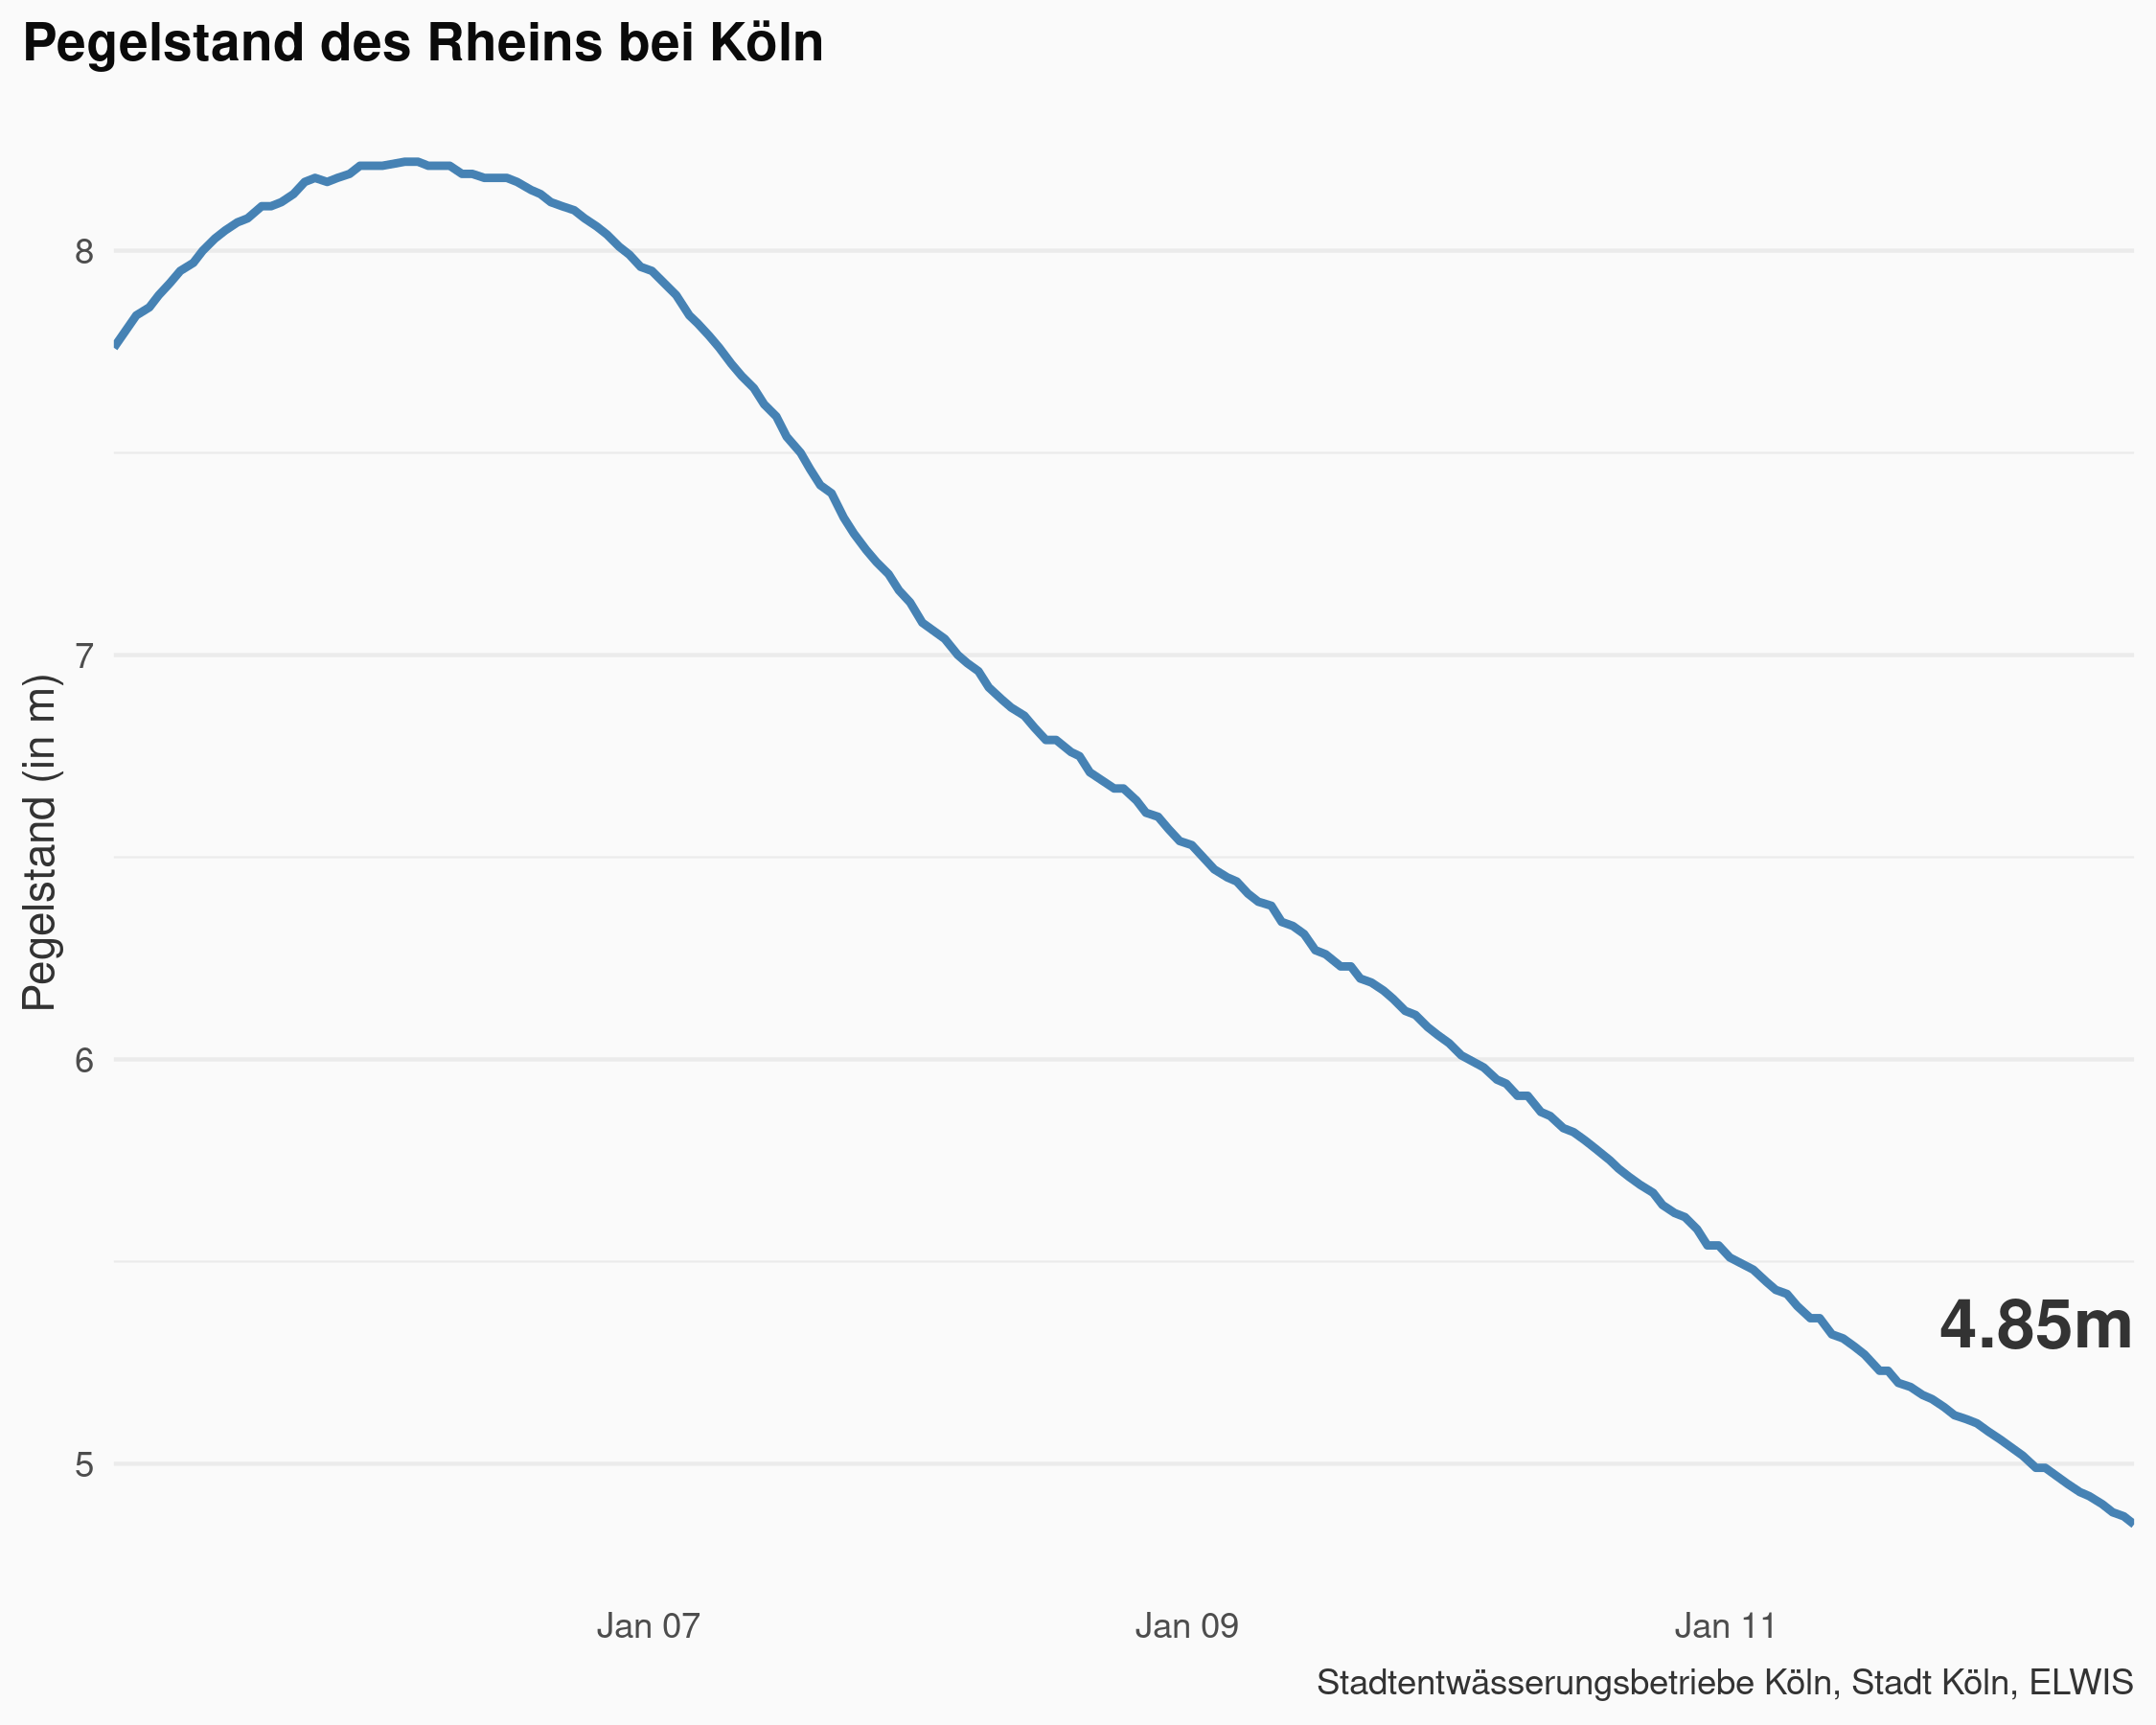 Pegelstand des Rheins bei Köln
Pegelstand (in m)
8
7
6
5
4.85m
Jan 07
Jan 09
Jan 11
Stadtentwässerungsbetriebe Köln, Stadt Köln, ELWIS